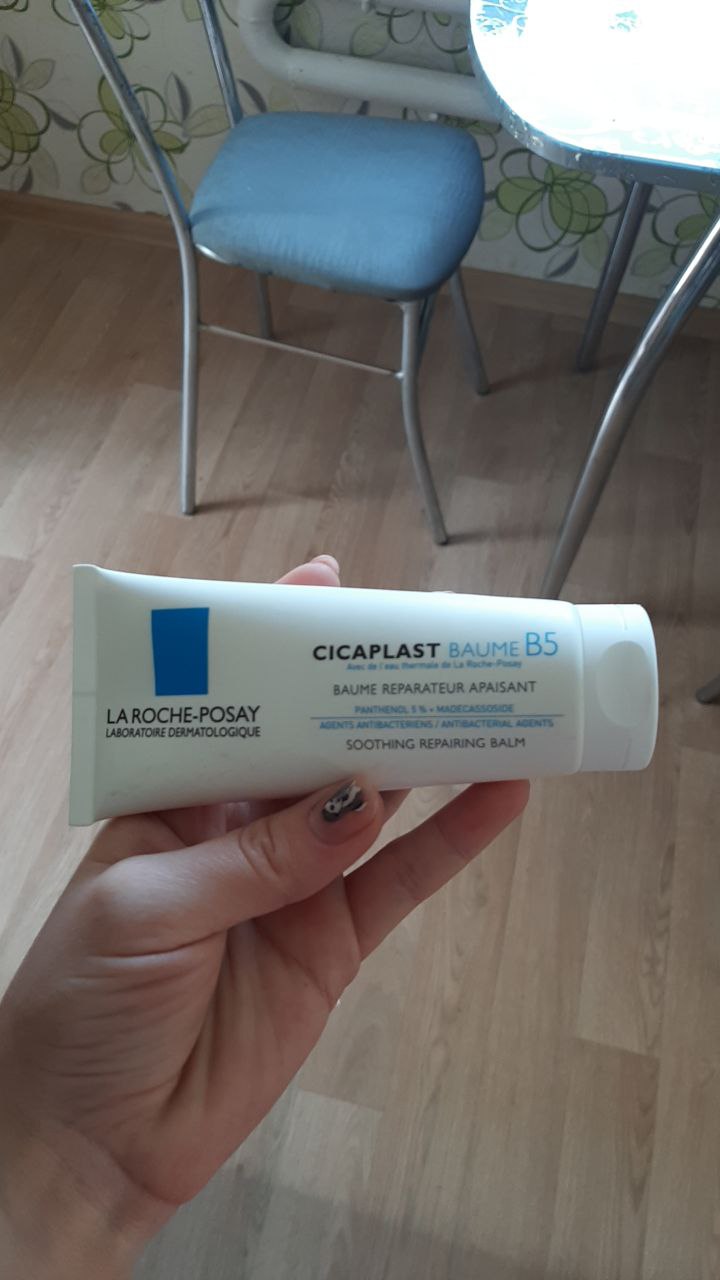 LA ROCHE-POSAY
LABORATOIRE DERMATOLOGIQUE
CICAPLAST BAUME B5
Avec de l'eau thermale de La Roche-Posay
BAUME REPARATEUR APAISANT
PANTHENOL 5% + MADECASSOSIDE
AGENTS ANTIBACTERIENS / ANTIBACTERIAL AGENTS
SOOTHING REPAIRING BALM